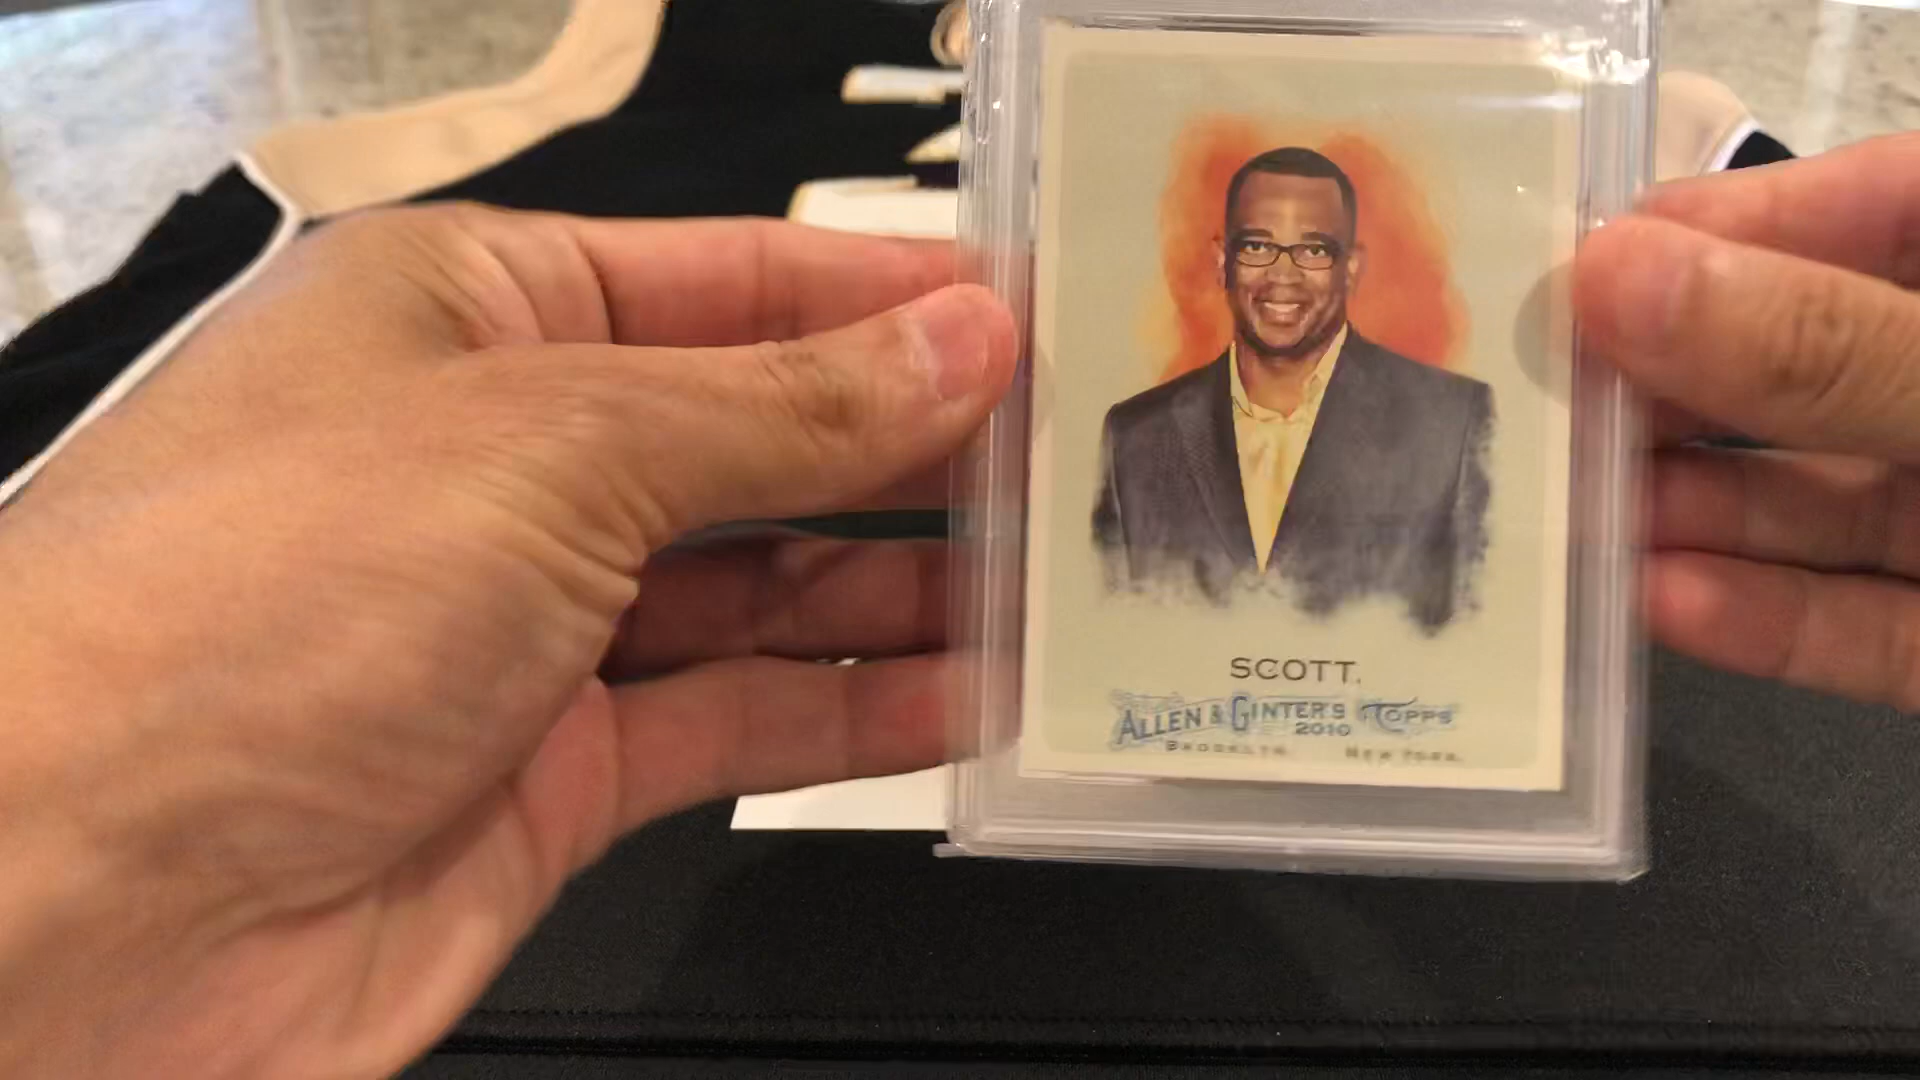 SCOTT.
ALLEN & GINTER'S TOPPS
2010
BROOKLYN. NEW YORK.